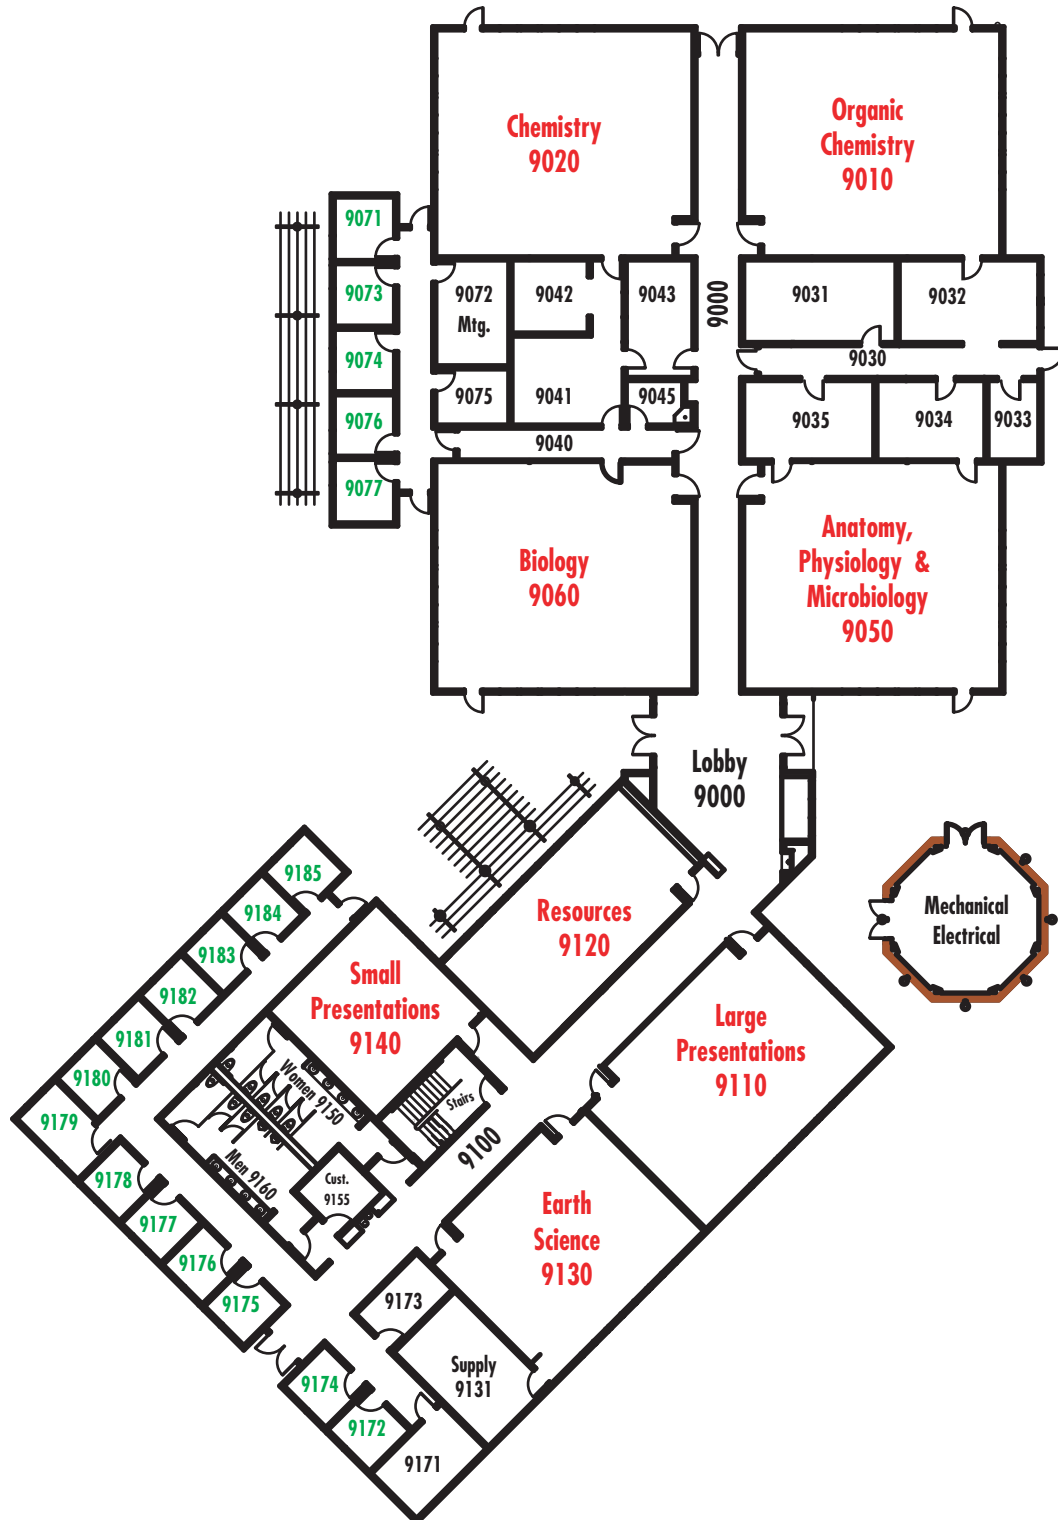 Chemistry
9020
Organic
Chemistry
9010
9071
9073
9074
9076
9077
9072
Mtg.
9042
9043
9000
9031
9032
9030
9075
9041
9045
9040
9035
9034
9033
Biology
9060
Anatomy,
Physiology &
Microbiology
9050
Lobby
9000
Mechanical
Electrical
Resources
9120
9185
9184
9183
9182
9181
9180
9179
Small
Presentations
9140
Large
Presentations
9110
Women 9150
Stairs
9100
Men 9160
Cust.
9155
9178
9177
9176
9175
Earth
Science
9130
9173
Supply
9131
9174
9172
9171